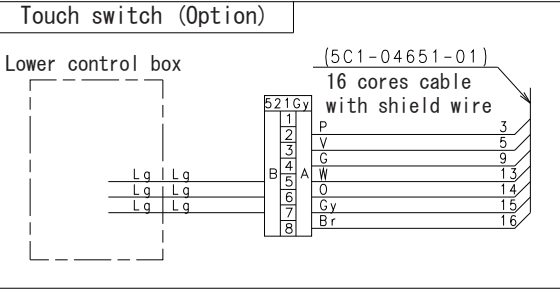 Touch switch (Option)
Lower control box
(5C1-04651-01)
16 cores cable
with shield wire
521Gy
B
A
1
2
3
4
5
6
7
8
P 3
V 5
G 9
W 13
O 14
Gy 15
Br 16
Lg Lg
Lg Lg
Lg Lg